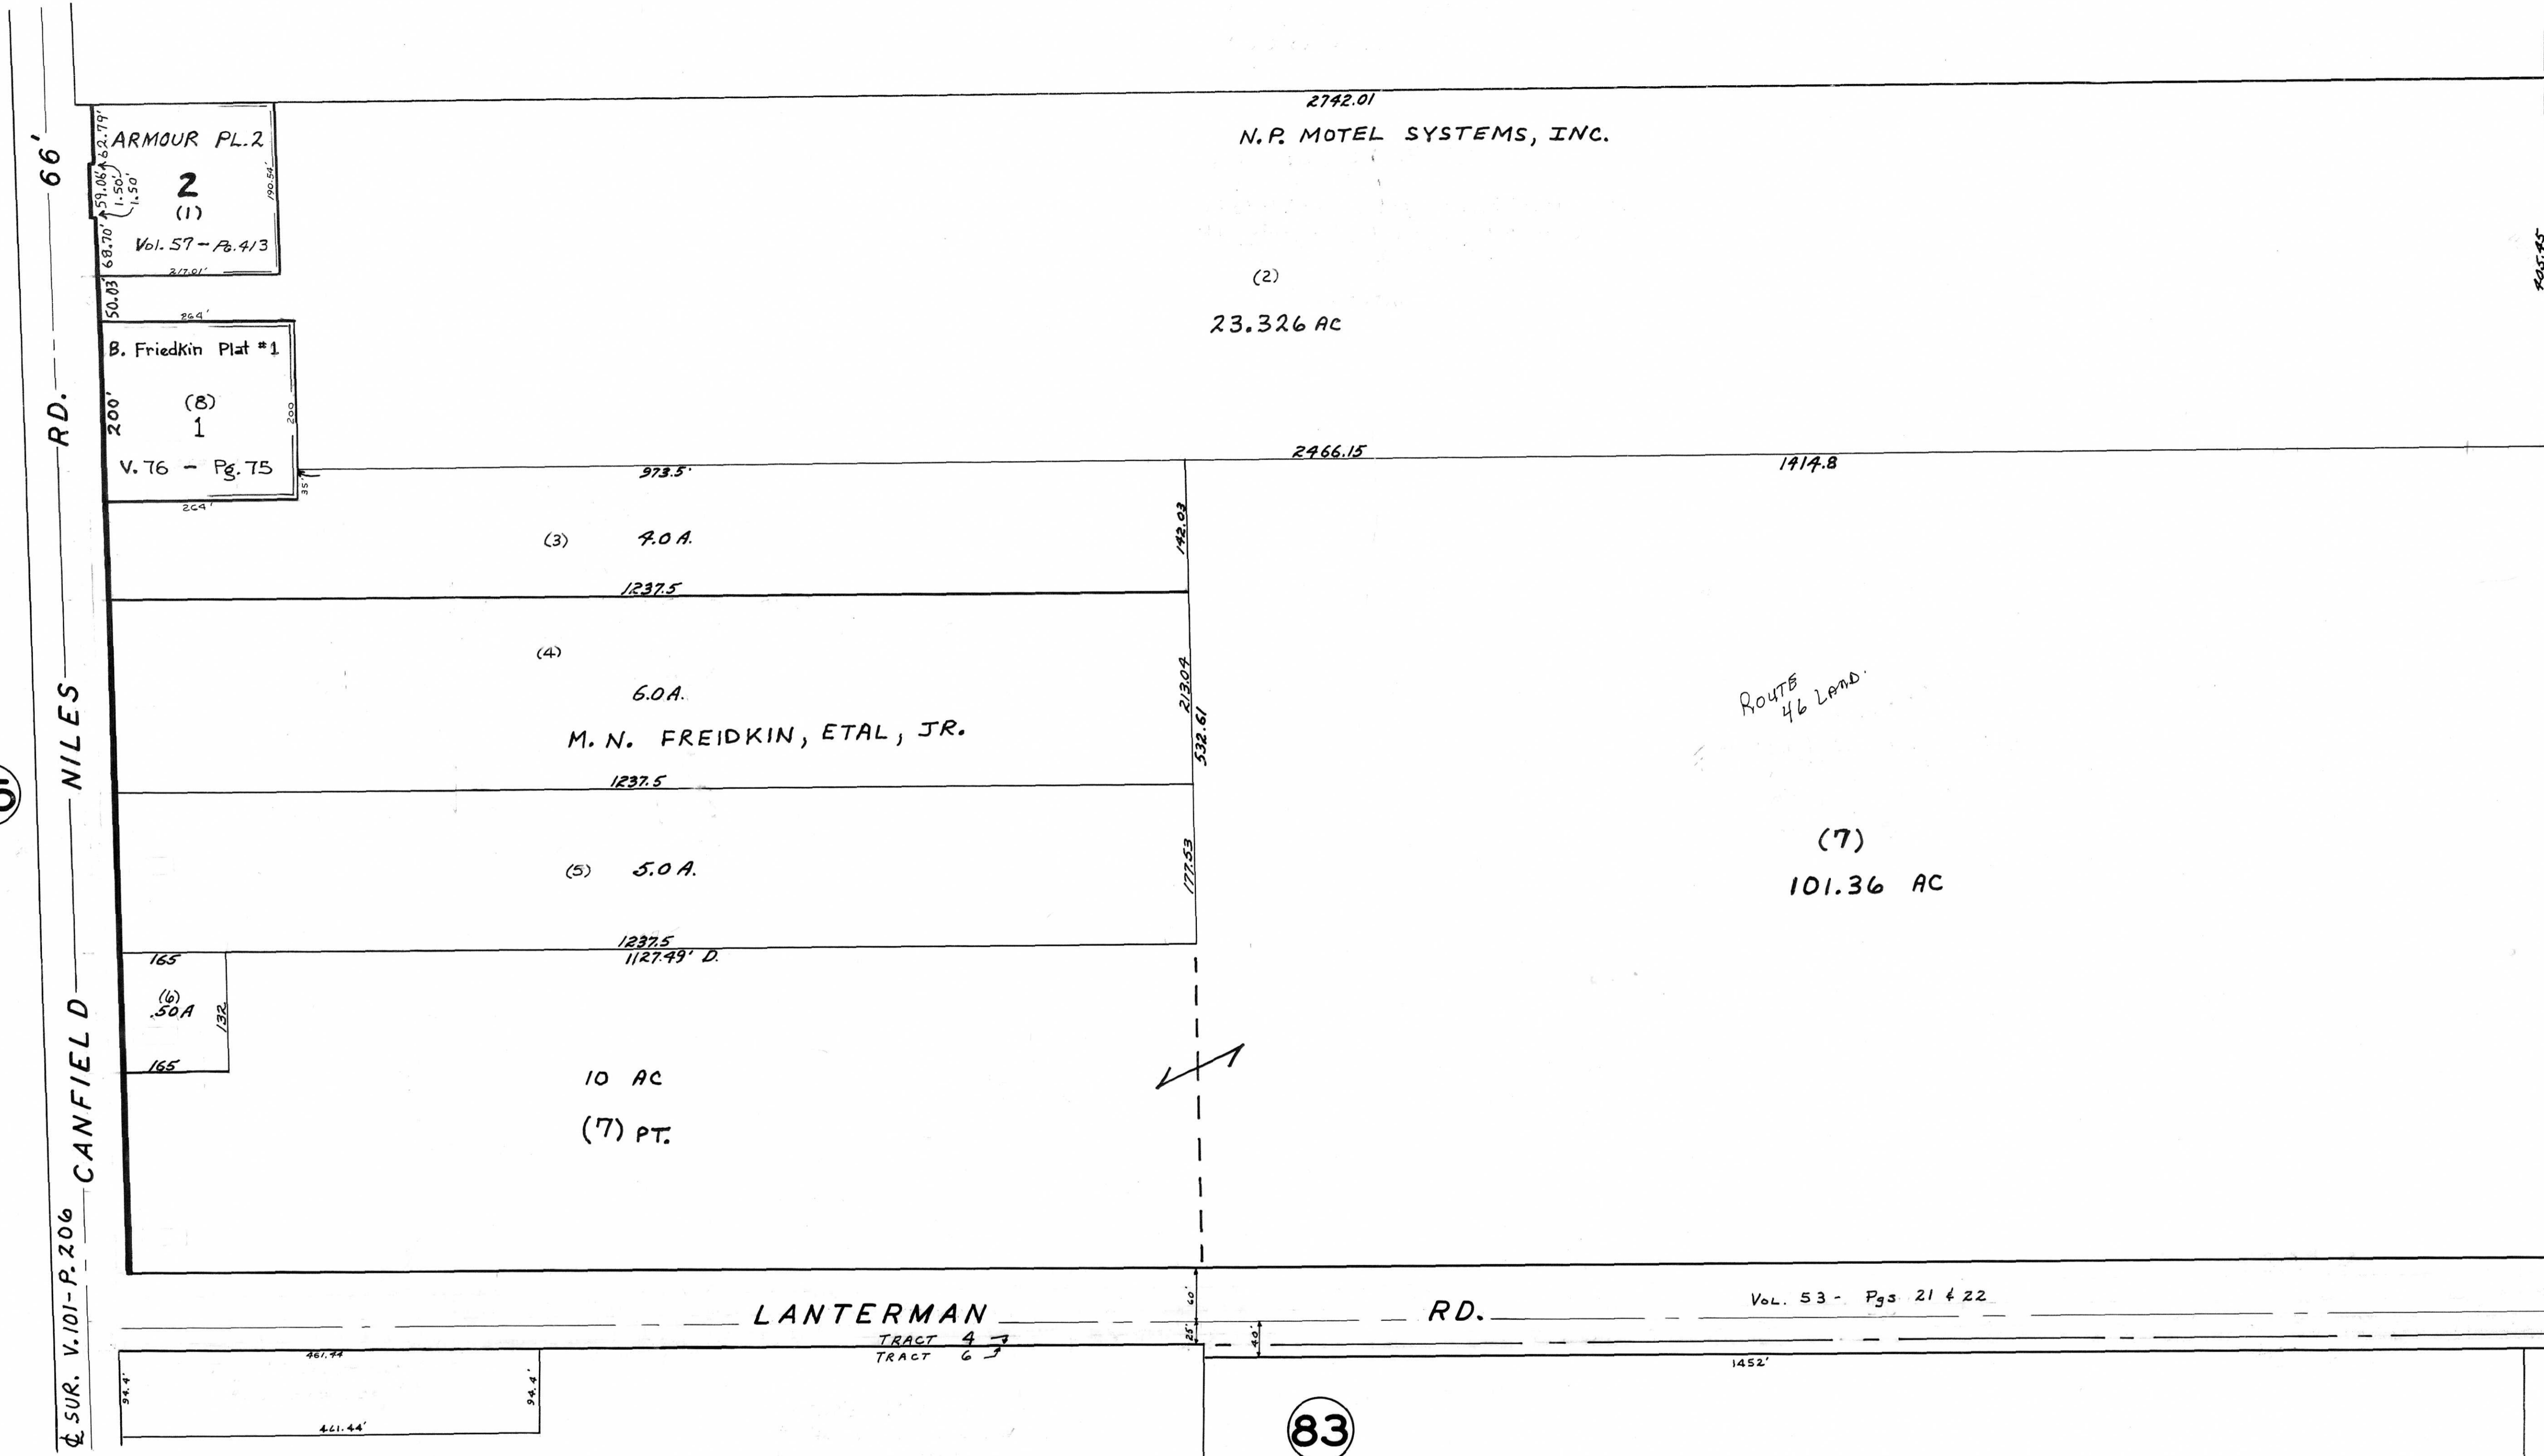 2742.01
N.P. MOTEL SYSTEMS, INC.
(2)
23.326 AC
405.45
ARMOUR PL.2
2
(1)
Vol. 57 - PG. 413
62.79'
59.06'
1.50'
1.50'
68.70'
190.54'
217.01'
50.03'
264'
B. Friedkin Plat #1
(8)
1
V. 76 - Pg. 75
200'
200
264'
35'
973.5'
2466.15
1414.8
(3) 4.0 A.
142.03
1237.5
(4)
6.0 A.
M. N. FREIDKIN, ETAL, JR.
213.04
532.61
1237.5
(5) 5.0 A.
177.53
1237.5
1127.49' D.
165
(6)
.50 A
132
165
10 AC
(7) PT.
ROUTE
46 LAND.
(7)
101.36 AC
66'
CANFIELD NILES RD.
℄ SUR. V.101-P.206
LANTERMAN RD.
VOL. 53 - Pgs 21 & 22
60'
25'
40'
TRACT 4
TRACT 6
461.44
94.4'
94.4'
461.44'
1452'
83